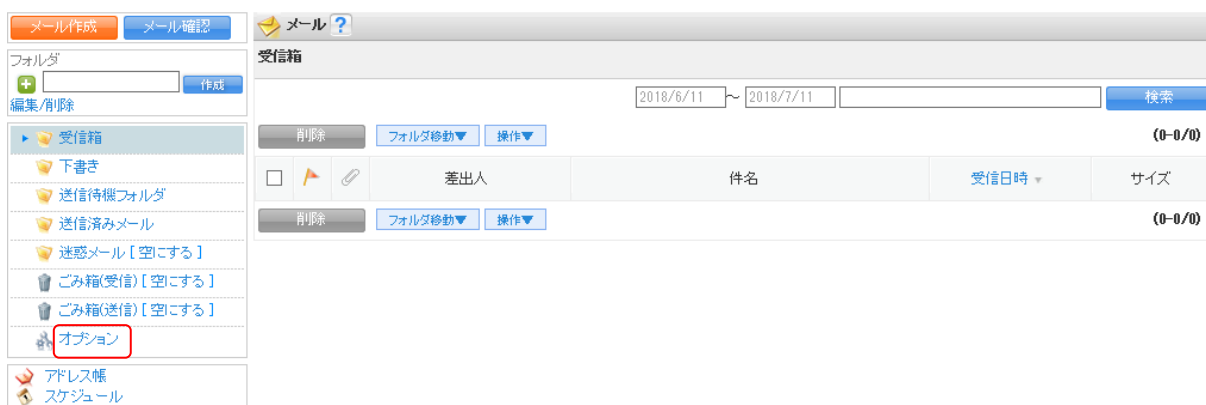 メール作成 メール確認
フォルダ
作成
編集/削除
受信箱
下書き
送信待機フォルダ
送信済みメール
迷惑メール [ 空にする ]
ごみ箱(受信) [ 空にする ]
ごみ箱(送信) [ 空にする ]
オプション
アドレス帳
スケジュール
メール ?
受信箱
2018/6/11 ～ 2018/7/11 検索
削除 フォルダ移動▼ 操作▼ (0-0/0)
差出人 件名 受信日時 ▼ サイズ
削除 フォルダ移動▼ 操作▼ (0-0/0)